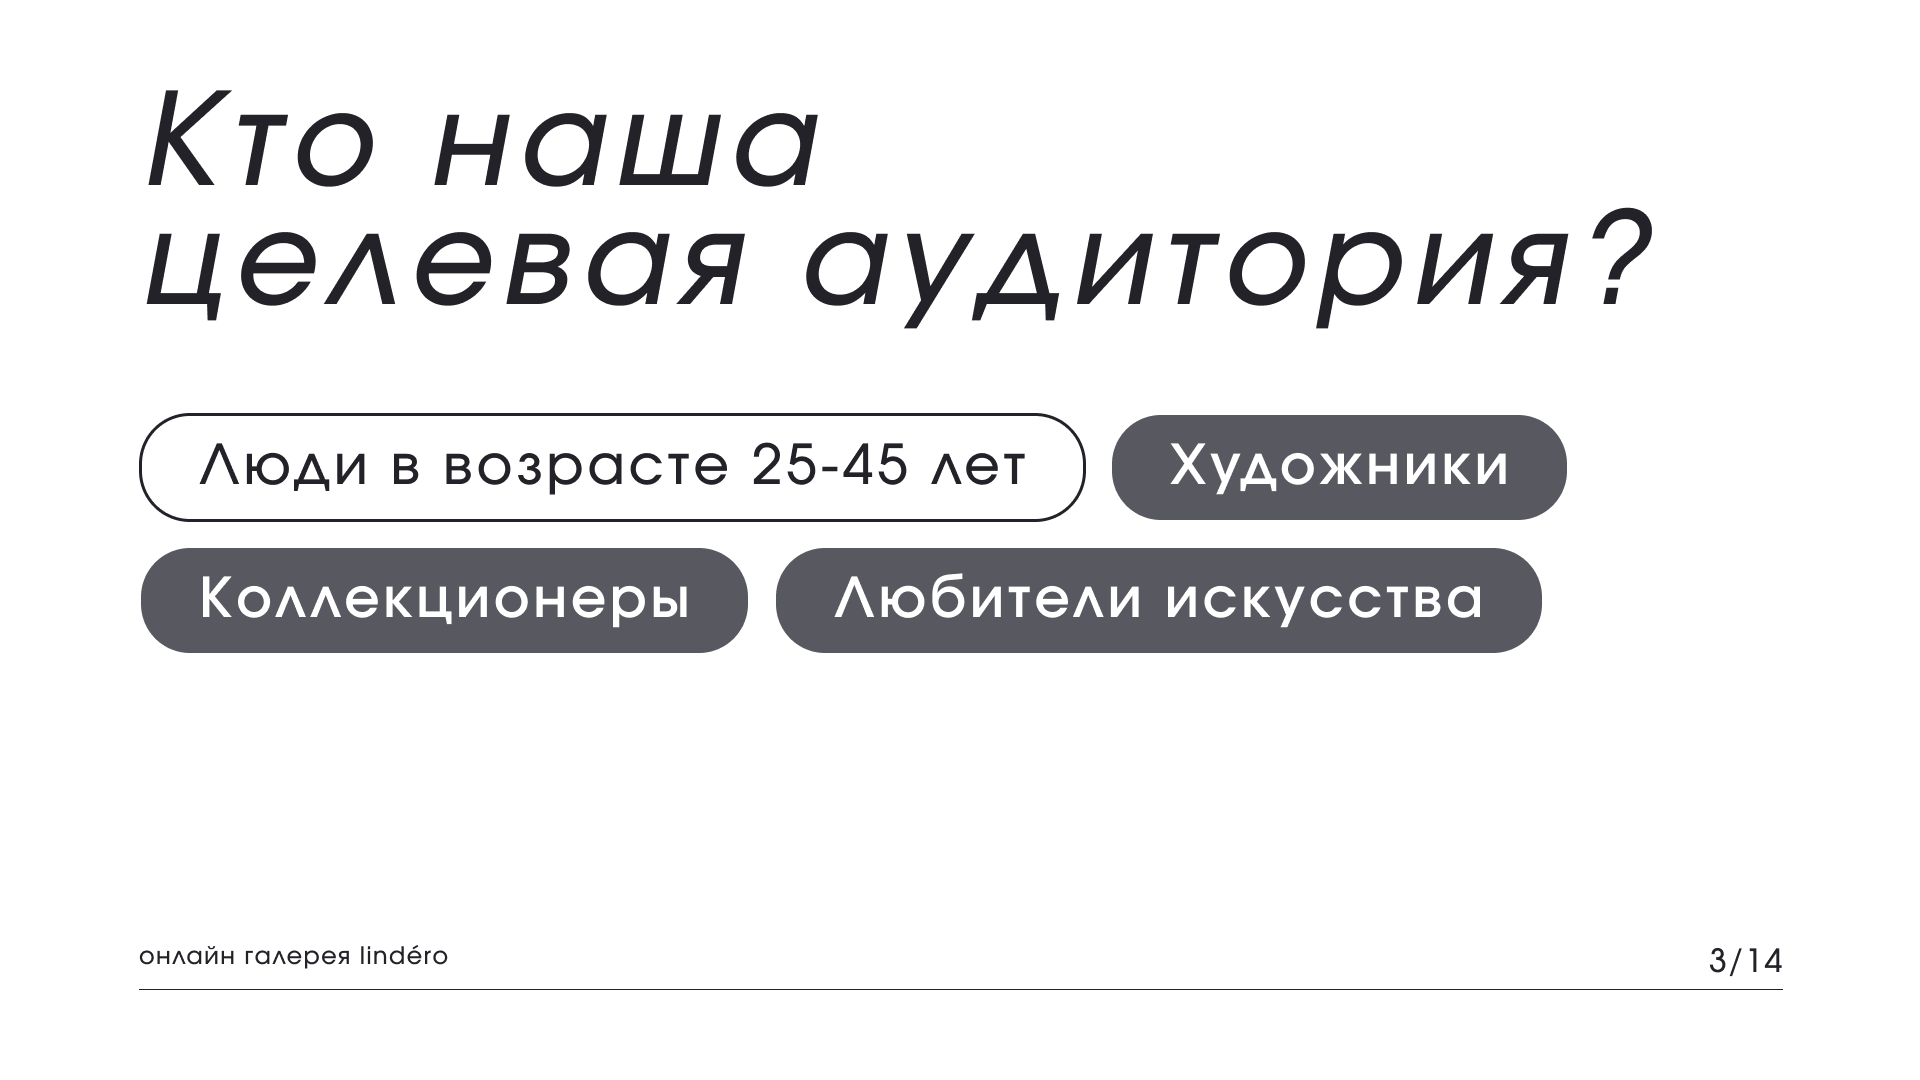 Кто наша
целевая аудитория?
Люди в возрасте 25-45 лет
Художники
Коллекционеры
Любители искусства
онлайн галерея lindéro
3/14